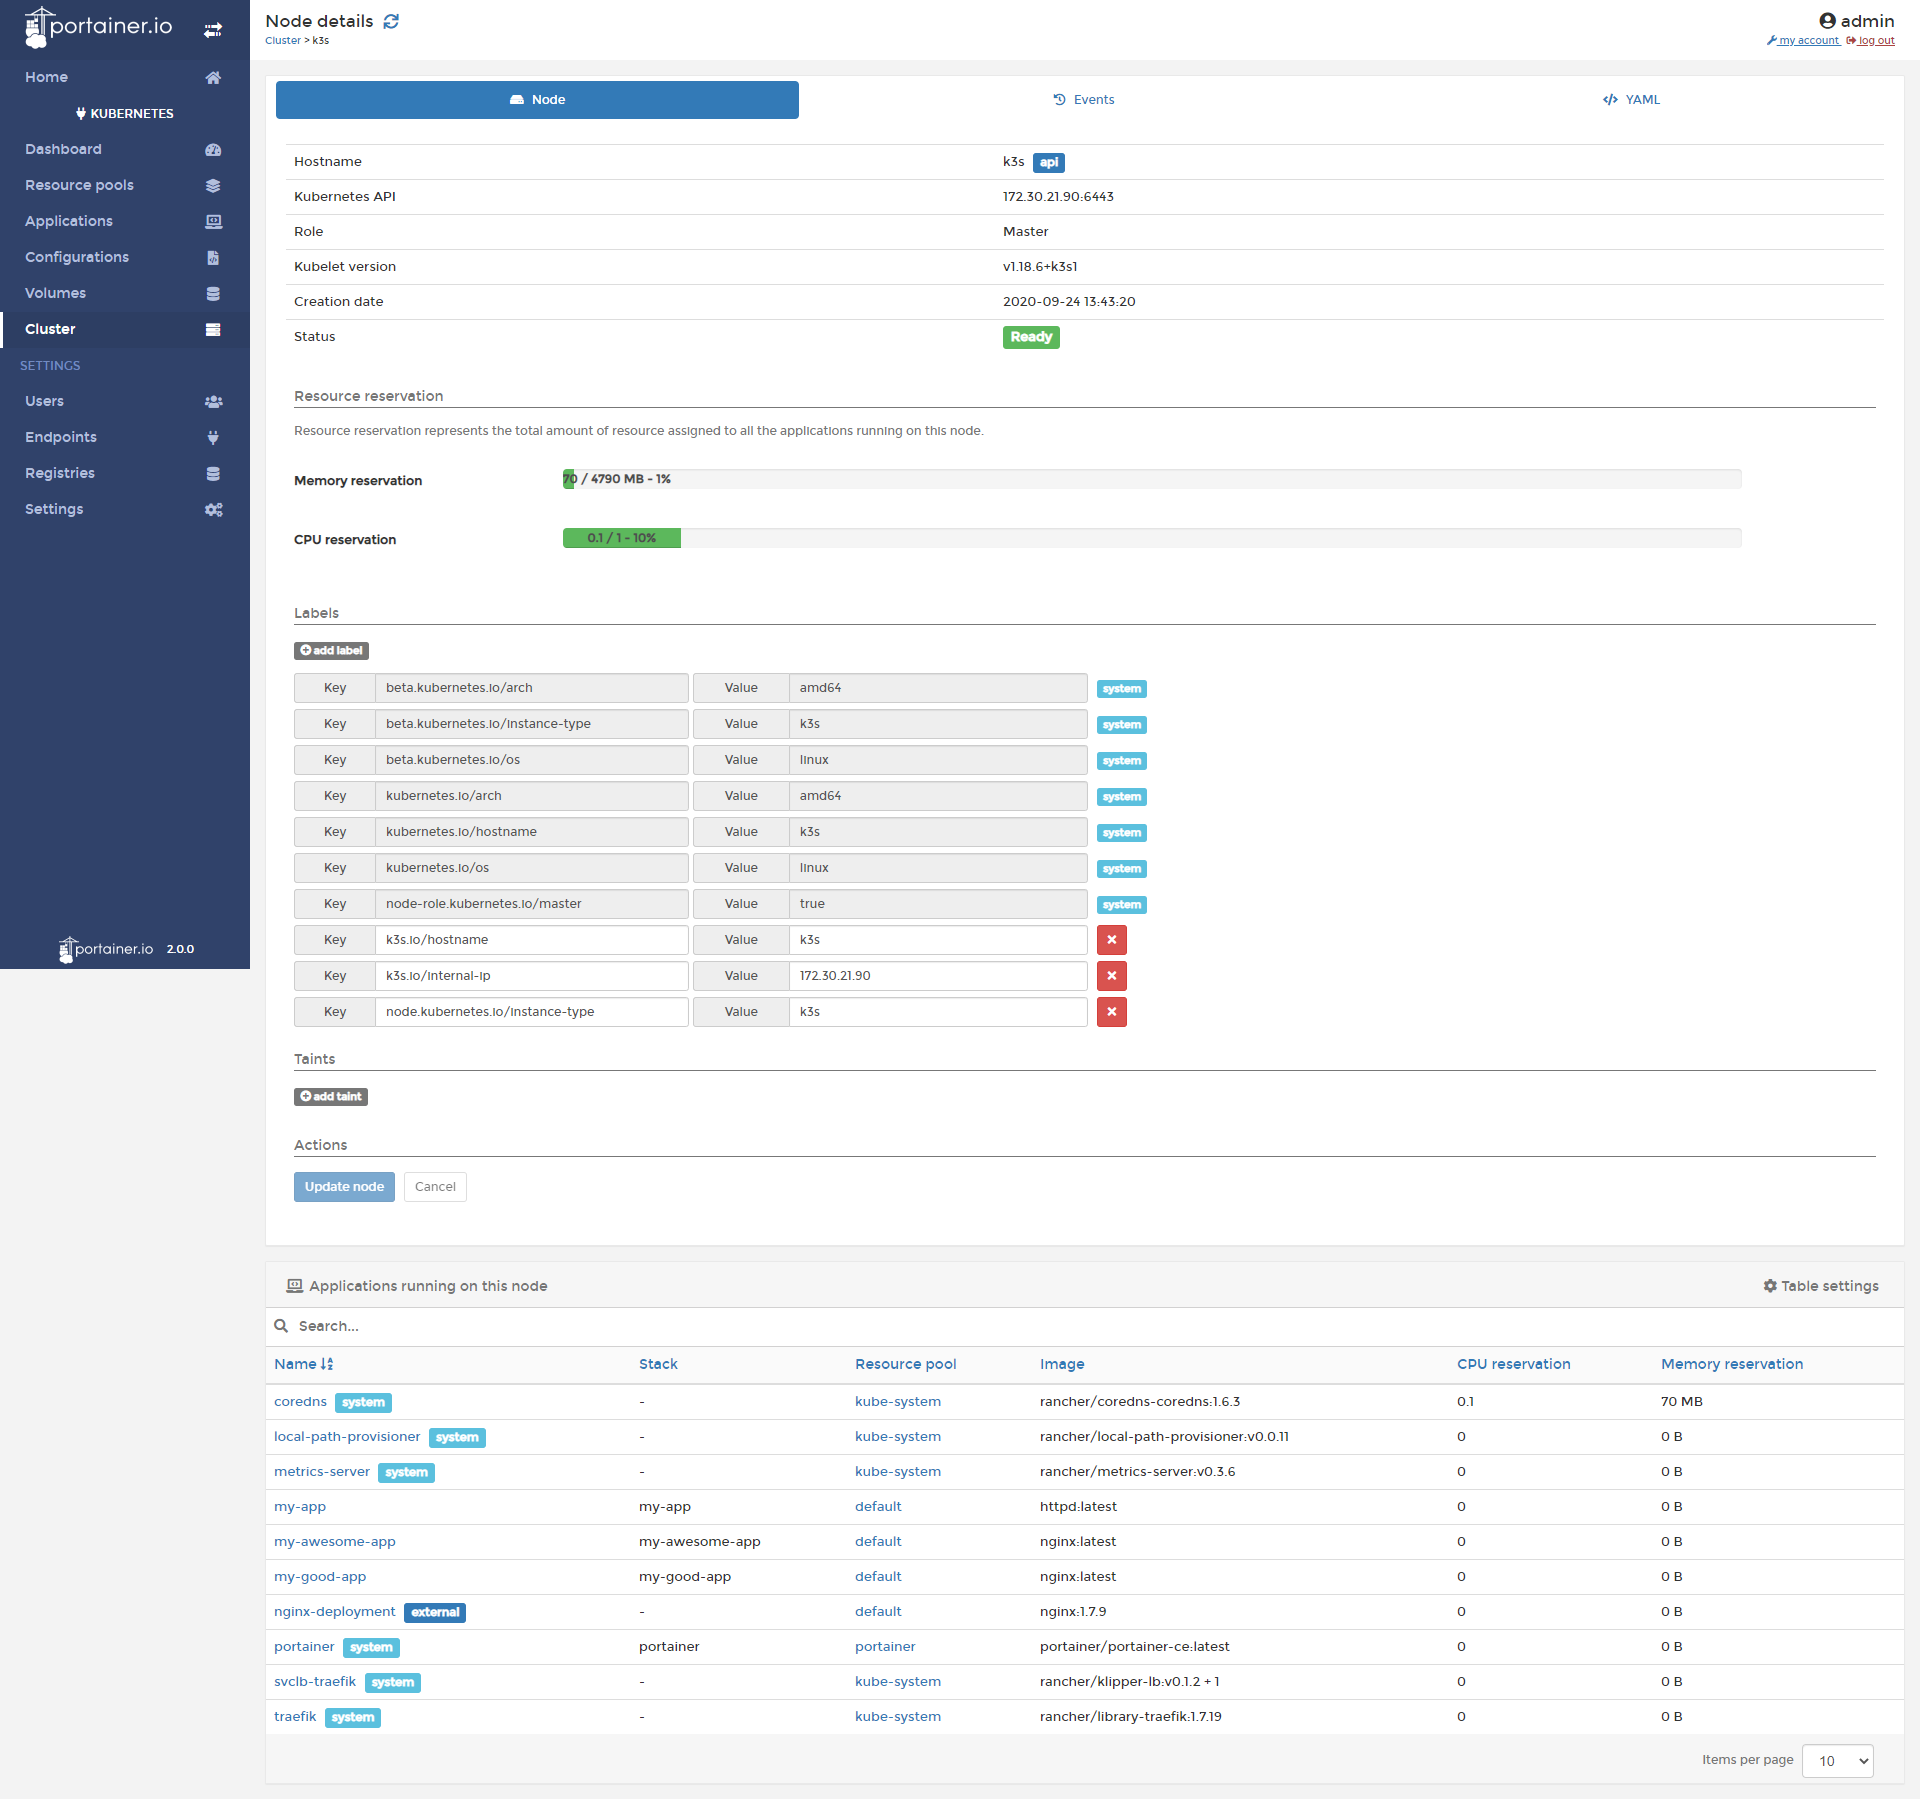 portainer.io
Home
KUBERNETES
Dashboard
Resource pools
Applications
Configurations
Volumes
Cluster
SETTINGS
Users
Endpoints
Registries
Settings
portainer.io 2.0.0
Node details
Cluster > k3s
admin
my account log out
Node Events YAML
Hostname k3s api
Kubernetes API 172.30.21.90:6443
Role Master
Kubelet version v1.18.6+k3s1
Creation date 2020-09-24 13:43:20
Status Ready
Resource reservation
Resource reservation represents the total amount of resource assigned to all the applications running on this node.
Memory reservation 70 / 4790 MB - 1%
CPU reservation 0.1 / 1 - 10%
Labels
add label
Key beta.kubernetes.io/arch Value amd64 system
Key beta.kubernetes.io/instance-type Value k3s system
Key beta.kubernetes.io/os Value linux system
Key kubernetes.io/arch Value amd64 system
Key kubernetes.io/hostname Value k3s system
Key kubernetes.io/os Value linux system
Key node-role.kubernetes.io/master Value true system
Key k3s.io/hostname Value k3s
Key k3s.io/internal-ip Value 172.30.21.90
Key node.kubernetes.io/instance-type Value k3s
Taints
add taint
Actions
Update node Cancel
Applications running on this node Table settings
Search...
Name Stack Resource pool Image CPU reservation Memory reservation
coredns system - kube-system rancher/coredns-coredns:1.6.3 0.1 70 MB
local-path-provisioner system - kube-system rancher/local-path-provisioner:v0.0.11 0 0 B
metrics-server system - kube-system rancher/metrics-server:v0.3.6 0 0 B
my-app my-app default httpd:latest 0 0 B
my-awesome-app my-awesome-app default nginx:latest 0 0 B
my-good-app my-good-app default nginx:latest 0 0 B
nginx-deployment external - default nginx:1.7.9 0 0 B
portainer system portainer portainer portainer/portainer-ce:latest 0 0 B
svclb-traefik system - kube-system rancher/klipper-lb:v0.1.2 + 1 0 0 B
traefik system - kube-system rancher/library-traefik:1.7.19 0 0 B
Items per page 10